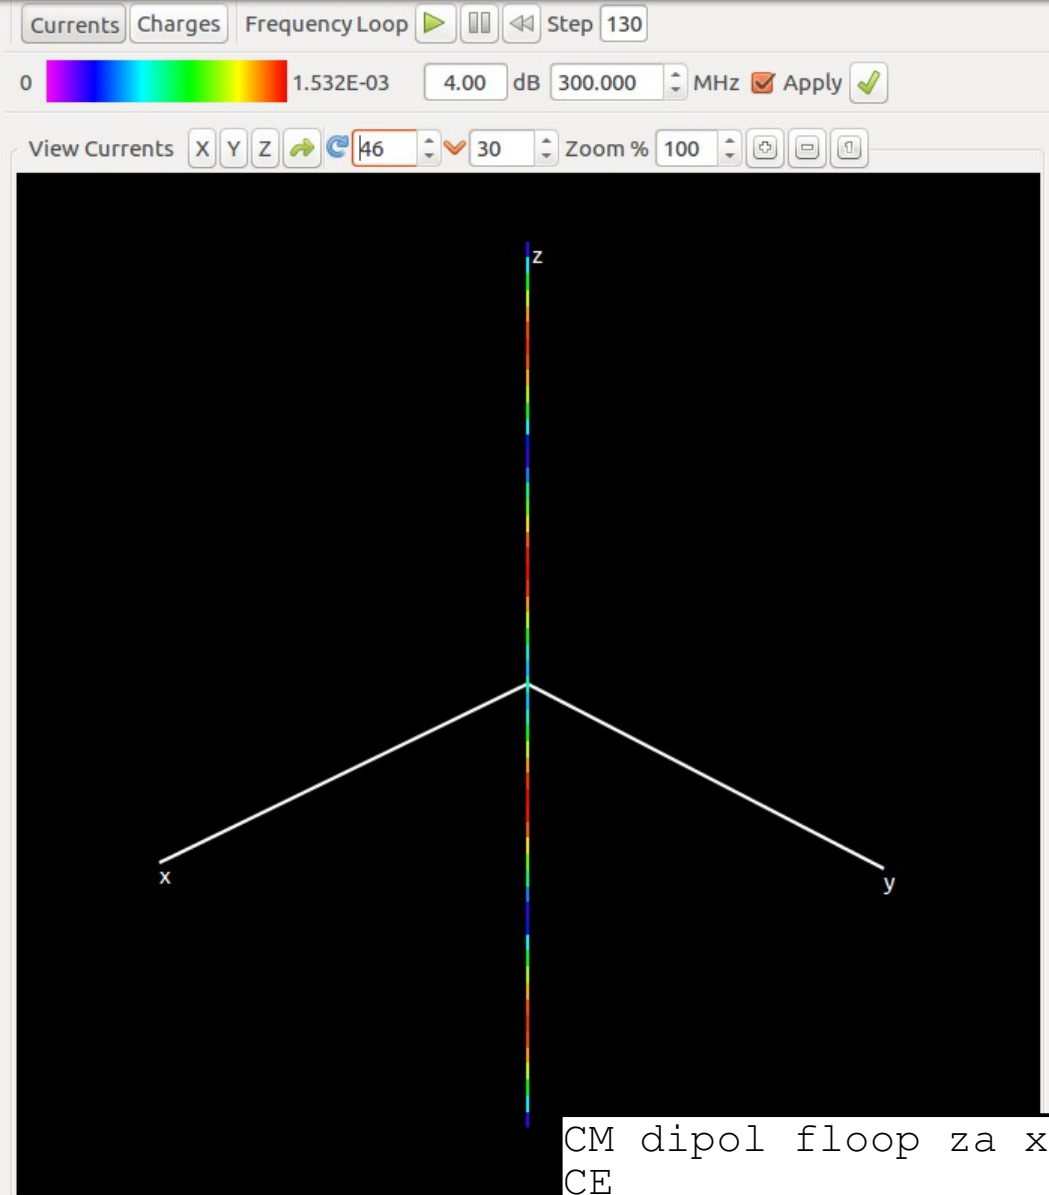 Currents Charges Frequency Loop Step 130
0 1.532E-03 4.00 dB 300.000 MHz Apply
View Currents X Y Z 46 30 Zoom % 100
z
x
y
CM dipol floop za x
CE